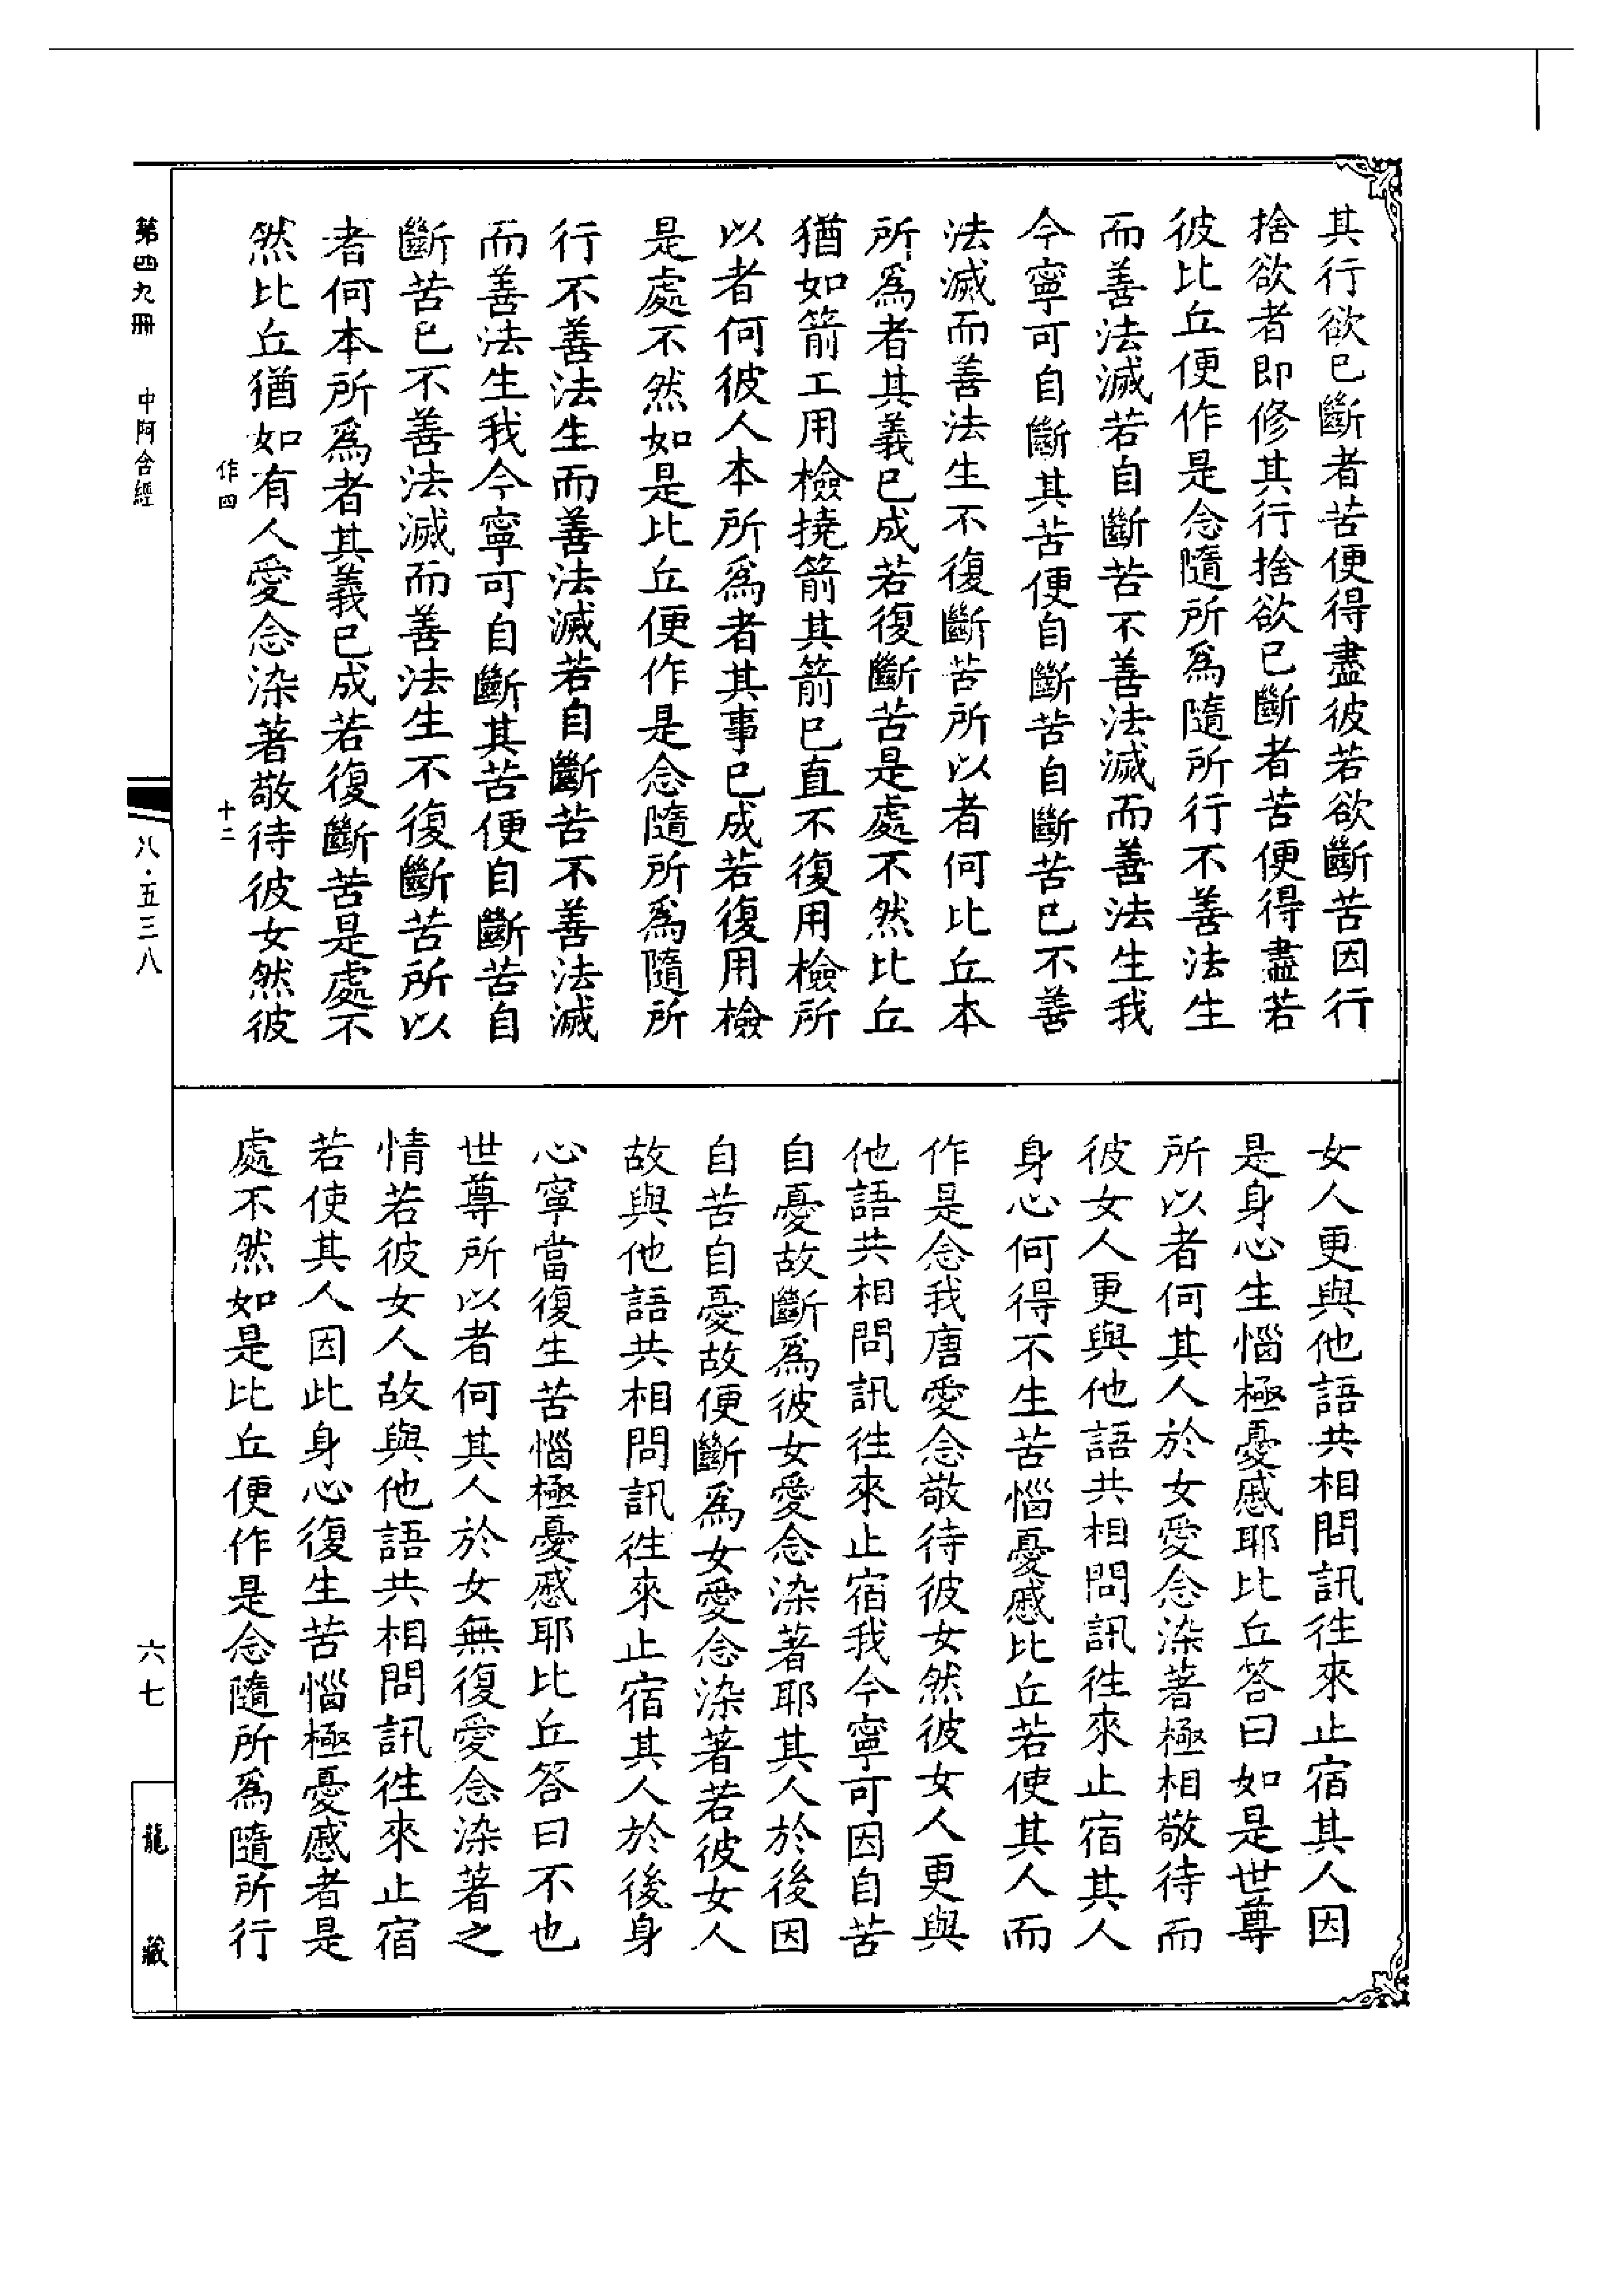 其行欲已斷者苦便得盡彼若欲斷苦因行
捨欲者即修其行捨欲已斷者苦便得盡若
彼比丘便作是念隨所為隨所行不善法生
而善法滅若自斷苦不善法滅而善法生我
今寧可自斷其苦便自斷苦自斷苦已不善
法滅而善法生不復斷苦所以者何比丘本
所為者其義已成若復斷苦是處不然比丘
猶如箭工用檢撓箭其箭已直不復用檢所
以者何彼人本所為者其事已成若復用檢
是處不然如是比丘便作是念隨所為隨所
行不善法生而善法滅若自斷苦不善法滅
而善法生我今寧可自斷其苦便自斷苦自
斷苦已不善法滅而善法生不復斷苦所以
者何本所為者其義已成若復斷苦是處不
然比丘猶如有人愛念染著敬待彼女然彼
作四
十二
女人更與他語共相問訊往來止宿其人因
是身心生惱極憂慼耶比丘答曰如是世尊
所以者何其人於女愛念染著極相敬待而
彼女人更與他語共相問訊往來止宿其人
身心何得不生苦惱憂慼比丘若使其人而
作是念我唐愛念敬待彼女然彼女人更與
他語共相問訊往來止宿我今寧可因自苦
自憂故斷為彼女愛念染著耶其人於後因
自苦自憂故便斷為女愛念染著若彼女人
故與他語共相問訊往來止宿其人於後身
心寧當復生苦惱極憂慼耶比丘答曰不也
世尊所以者何其人於女無復愛念染著之
情若彼女人故與他語共相問訊往來止宿
若使其人因此身心復生苦惱極憂慼者是
處不然如是比丘便作是念隨所為隨所行
第四九冊 中阿含經
八·五三八
六七
龍藏